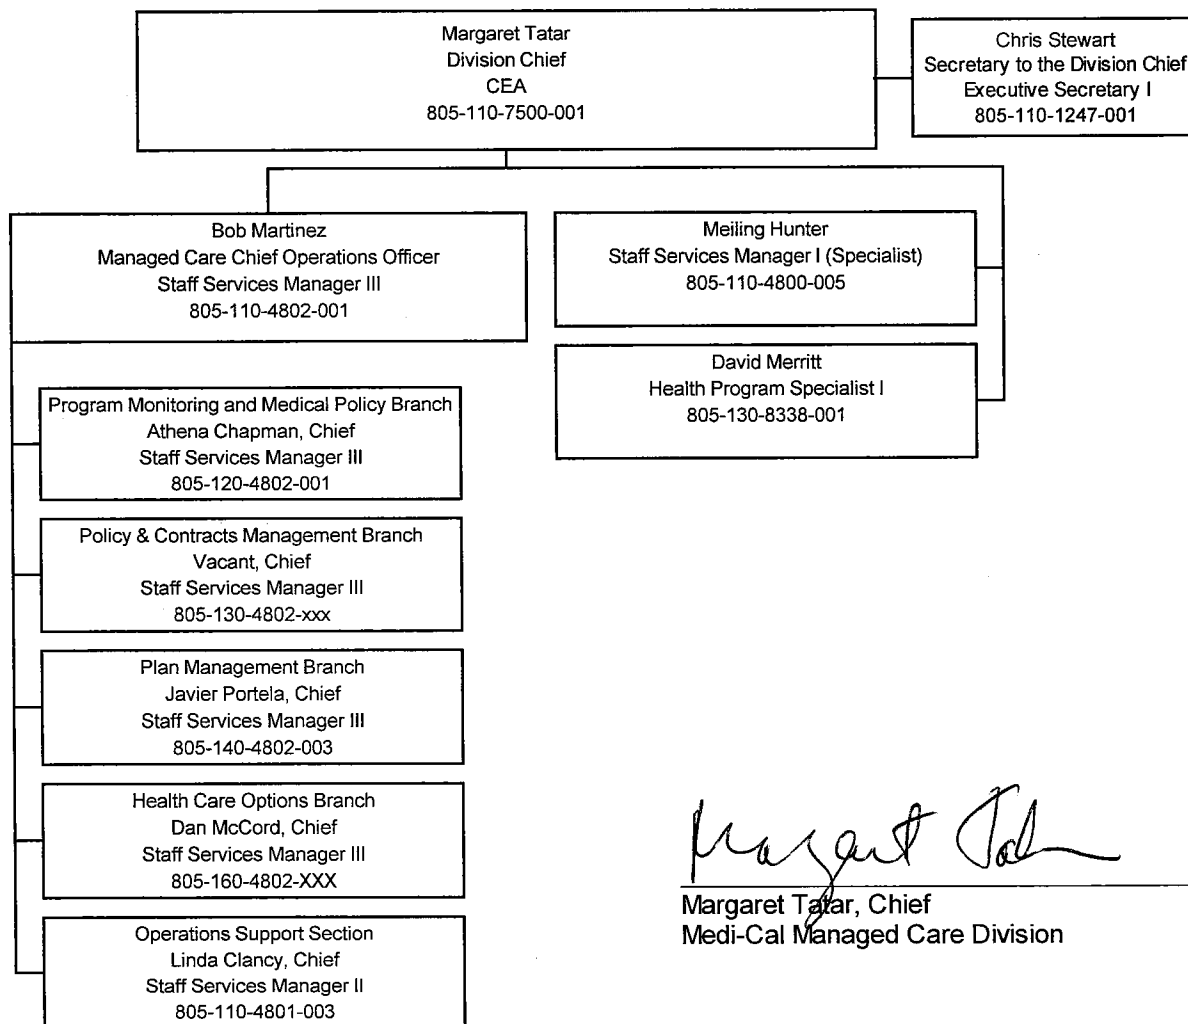 Margaret Tatar
Division Chief
CEA
805-110-7500-001
Chris Stewart
Secretary to the Division Chief
Executive Secretary I
805-110-1247-001
Bob Martinez
Managed Care Chief Operations Officer
Staff Services Manager III
805-110-4802-001
Meiling Hunter
Staff Services Manager I (Specialist)
805-110-4800-005
David Merritt
Health Program Specialist I
805-130-8338-001
Program Monitoring and Medical Policy Branch
Athena Chapman, Chief
Staff Services Manager III
805-120-4802-001
Policy & Contracts Management Branch
Vacant, Chief
Staff Services Manager III
805-130-4802-xxx
Plan Management Branch
Javier Portela, Chief
Staff Services Manager III
805-140-4802-003
Health Care Options Branch
Dan McCord, Chief
Staff Services Manager III
805-160-4802-XXX
Operations Support Section
Linda Clancy, Chief
Staff Services Manager II
805-110-4801-003
Margaret Tatar
Margaret Tatar, Chief
Medi-Cal Managed Care Division